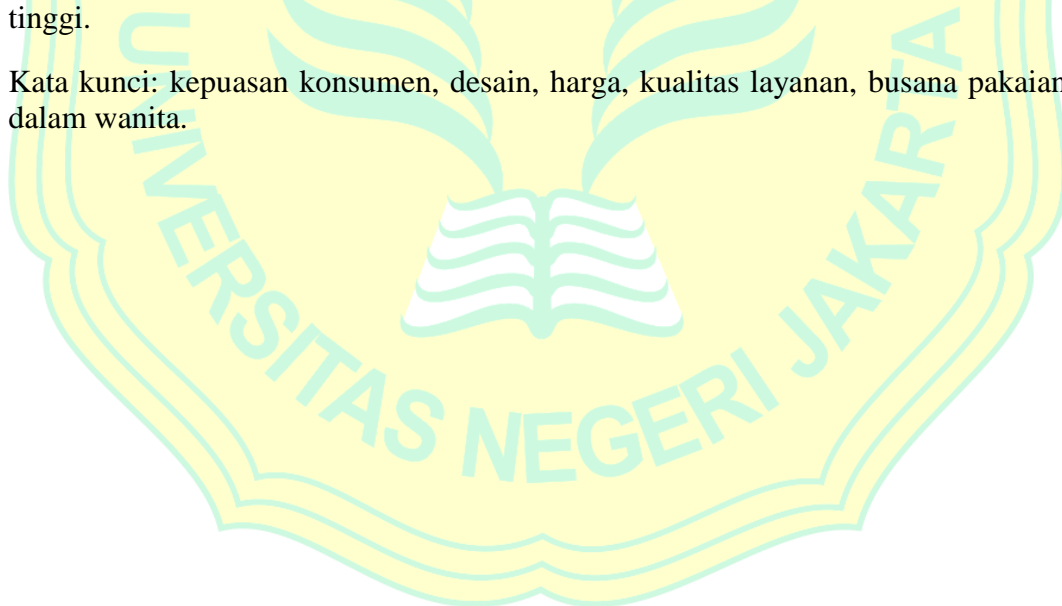 tinggi.
Kata kunci: kepuasan konsumen, desain, harga, kualitas layanan, busana pakaian
dalam wanita.
UNIVERSITAS NEGERI JAKARTA